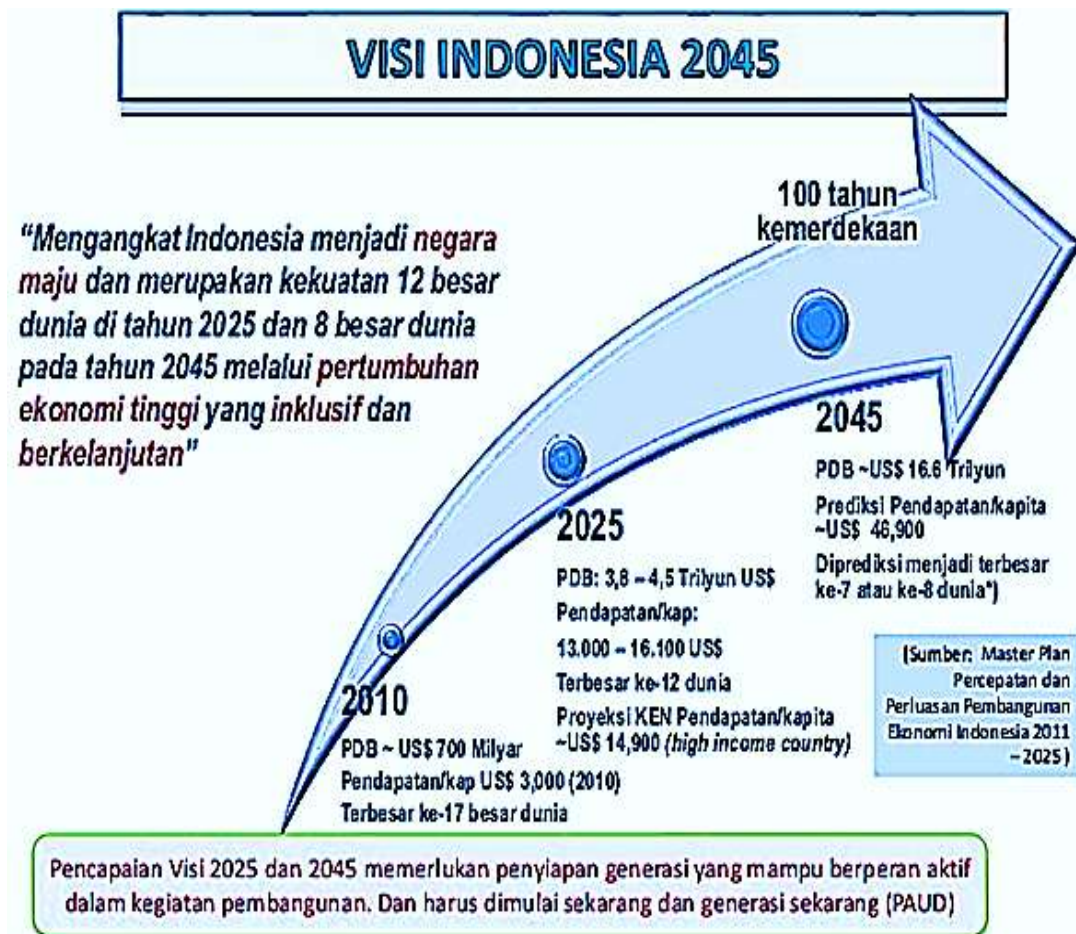 VISI INDONESIA 2045
100 tahun
kemerdekaan
"Mengangkat Indonesia menjadi negara
maju dan merupakan kekuatan 12 besar
dunia di tahun 2025 dan 8 besar dunia
pada tahun 2045 melalui pertumbuhan
ekonomi tinggi yang inklusif dan
berkelanjutan"
2045
PDB ~US$ 16.6 Trilyun
Prediksi Pendapatan/kapita
~US$ 46,900
Diprediksi menjadi terbesar
ke-7 atau ke-8 dunia*)
2025
PDB: 3,8 – 4,5 Trilyun US$
Pendapatan/kap:
13.000 – 16.100 US$
Terbesar ke-12 dunia
Proyeksi KEN Pendapatan/kapita
~US$ 14,900 (high income country)
2010
PDB ~ US$ 700 Milyar
Pendapatan/kap US$ 3,000 (2010)
Terbesar ke-17 besar dunia
(Sumber: Master Plan
Percepatan dan
Perluasan Pembangunan
Ekonomi Indonesia 2011
– 2025)
Pencapaian Visi 2025 dan 2045 memerlukan penyiapan generasi yang mampu berperan aktif
dalam kegiatan pembangunan. Dan harus dimulai sekarang dan generasi sekarang (PAUD)